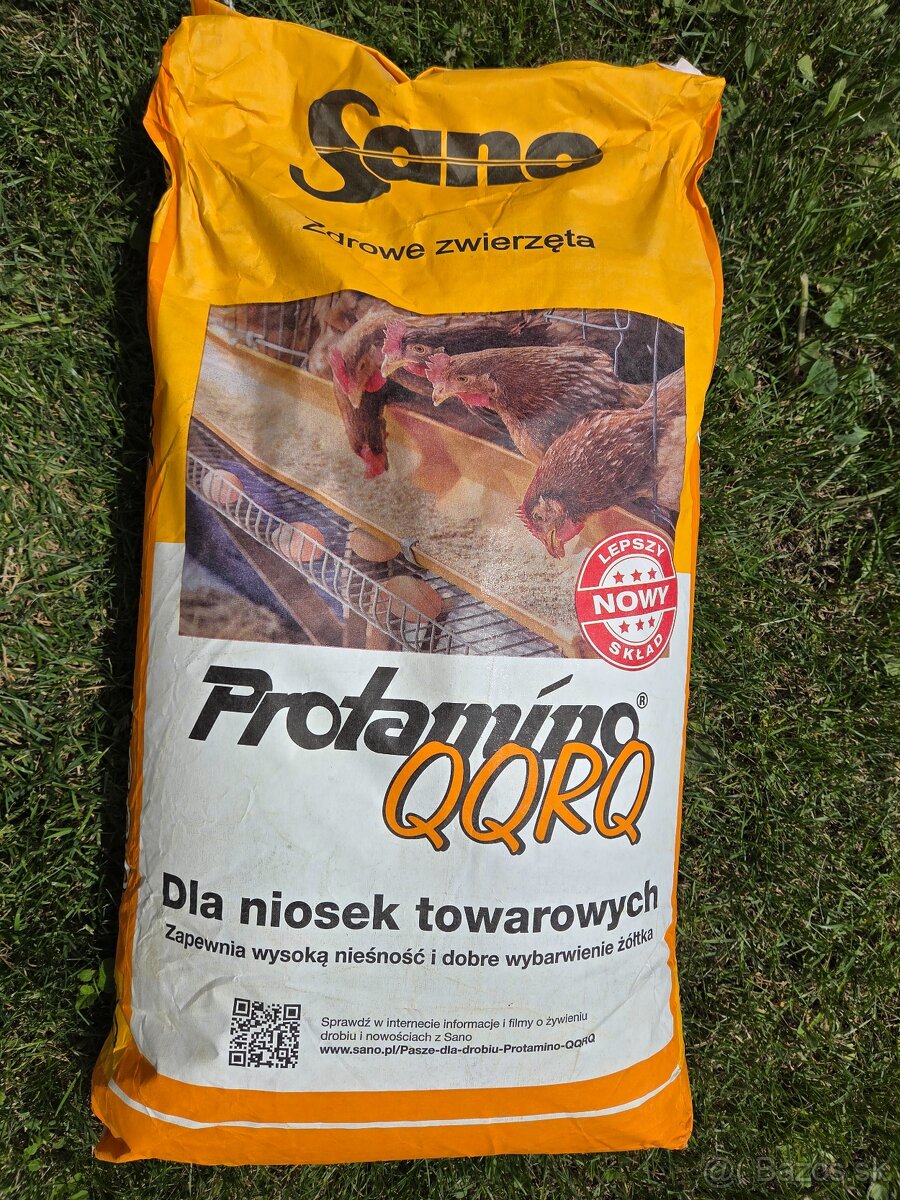 Sano
Zdrowe zwierzęta
LEPSZY
NOWY
SKŁAD
Protamino®
QQRQ
Dla niosek towarowych
Zapewnia wysoką nieśność i dobre wybarwienie żółtka
Sprawdź w internecie informacje i filmy o żywieniu
drobiu i nowościach z Sano
www.sano.pl/Pasze-dla-drobiu-Protamino-QQRQ
@( Bazos.sk